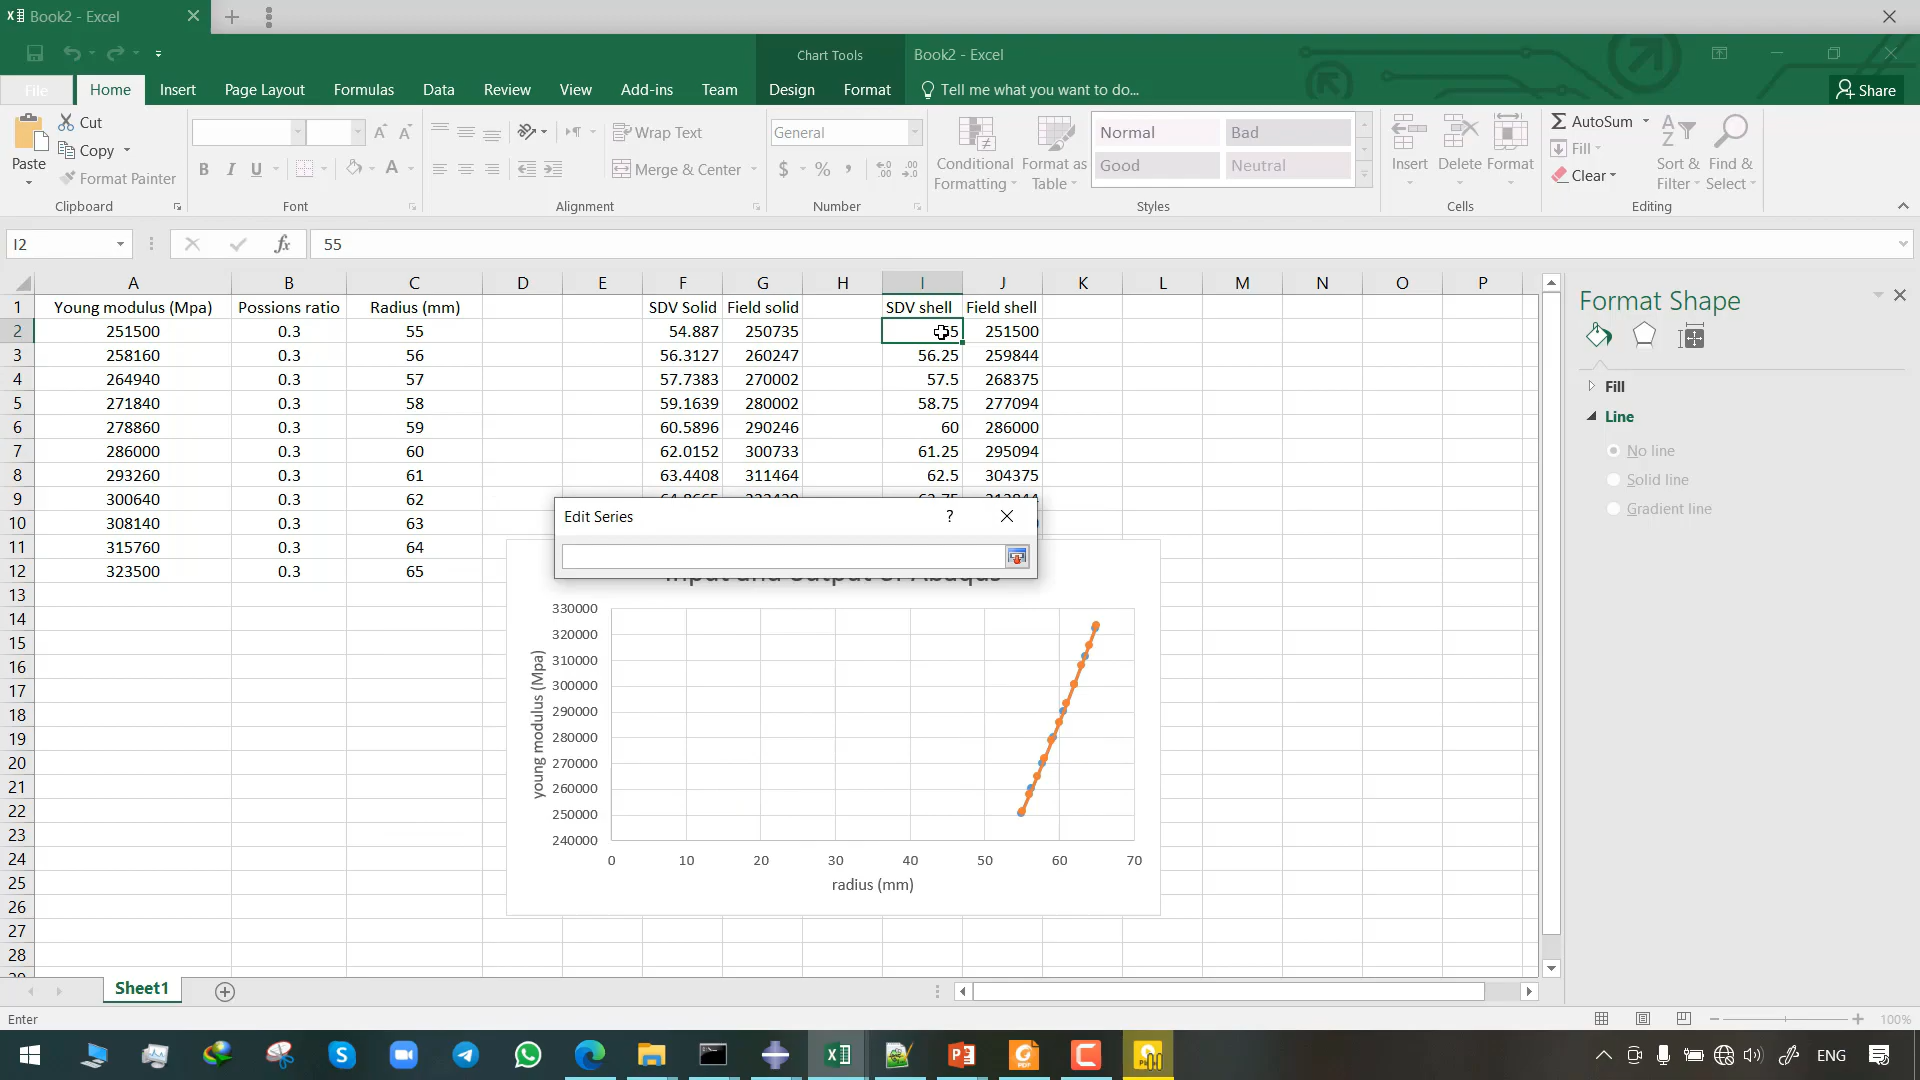 Book2 - Excel
Chart Tools
Book2 - Excel
File
Home
Insert
Page Layout
Formulas
Data
Review
View
Add-ins
Team
Design
Format
Tell me what you want to do...
Share
Paste
Cut
Copy
Format Painter
Clipboard
B I U
A A
Font
Wrap Text
Merge & Center
Alignment
General
$ %
Number
Conditional Formatting
Format as Table
Normal
Bad
Good
Neutral
Styles
Insert
Delete
Format
Cells
AutoSum
Fill
Clear
Sort & Filter
Find & Select
Editing
I2
fx
55
A B C D E F G H I J K L M N O P
1 Young modulus (Mpa) Possions ratio Radius (mm) SDV Solid Field solid SDV shell Field shell
2 251500 0.3 55 54.887 250735 55 251500
3 258160 0.3 56 56.3127 260247 56.25 259844
4 264940 0.3 57 57.7383 270002 57.5 268375
5 271840 0.3 58 59.1639 280002 58.75 277094
6 278860 0.3 59 60.5896 290246 60 286000
7 286000 0.3 60 62.0152 300733 61.25 295094
8 293260 0.3 61 63.4408 311464 62.5 304375
9 300640 0.3 62
10 308140 0.3 63
11 315760 0.3 64
12 323500 0.3 65
13
14
15
16
17
18
19
20
21
22
23
24
25
26
27
28
Edit Series
?
Input and Output of Abaqus
330000
320000
310000
300000
290000
280000
270000
260000
250000
240000
young modulus (Mpa)
0 10 20 30 40 50 60 70
radius (mm)
Format Shape
Fill
Line
No line
Solid line
Gradient line
Sheet1
Enter
100%
ENG